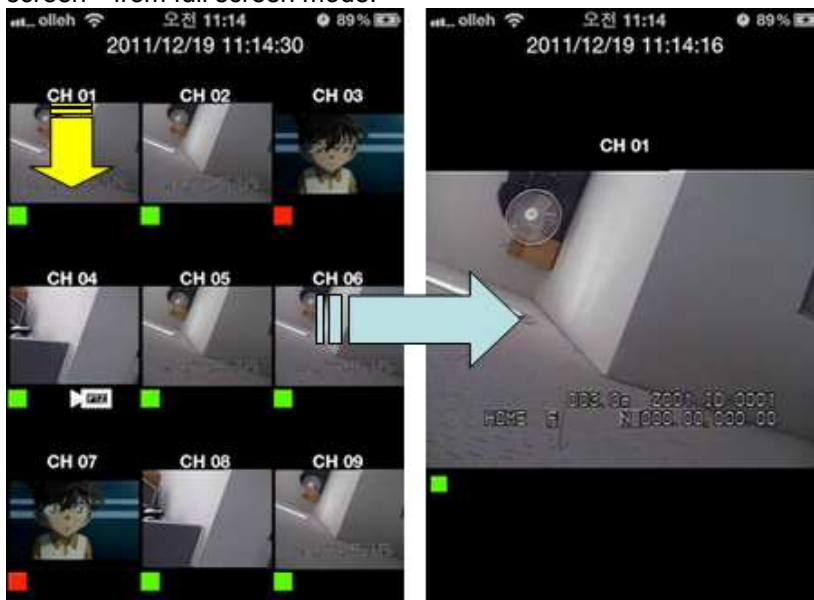 screen" from full screen mode.
olleh 오전 11:14 89%
2011/12/19 11:14:30
CH 01 CH 02 CH 03
CH 04 CH 05 CH 06
PTZ
CH 07 CH 08 CH 09
olleh 오전 11:14 89%
2011/12/19 11:14:16
CH 01